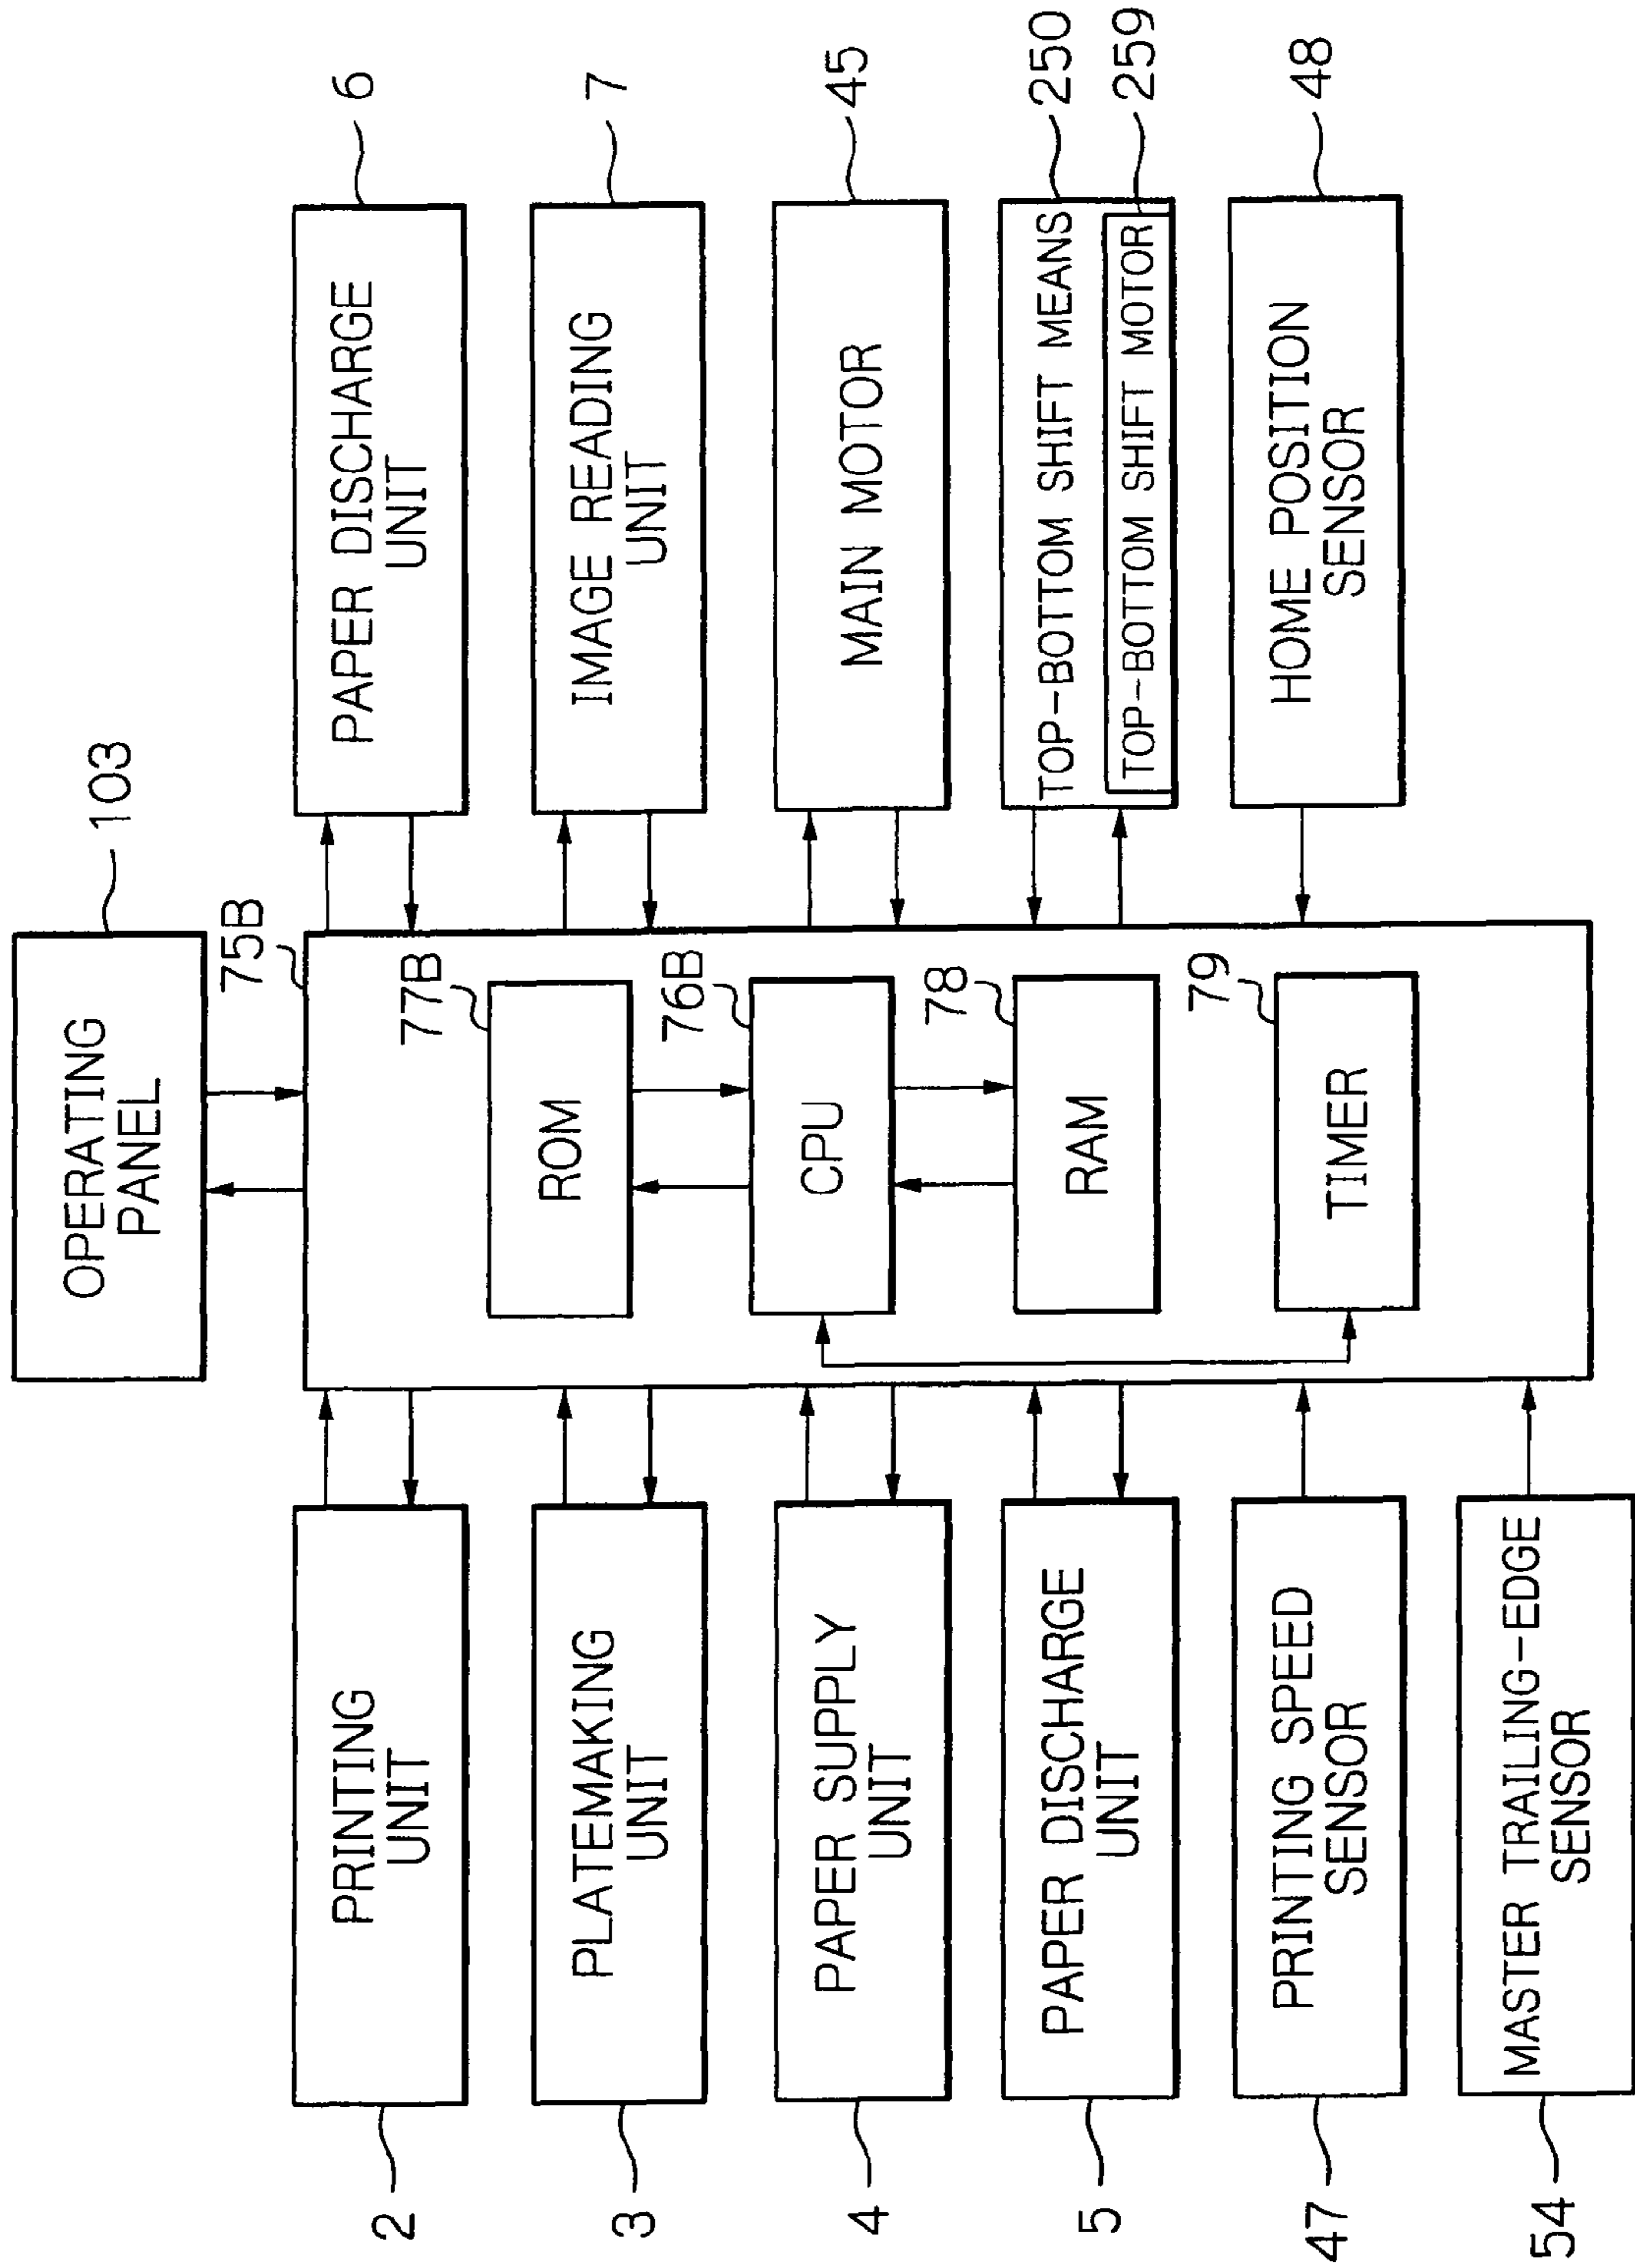 OPERATING
PANEL
103
75B
PRINTING
UNIT
2
PLATEMAKING
UNIT
3
PAPER SUPPLY
UNIT
4
PAPER DISCHARGE
UNIT
5
PRINTING SPEED
SENSOR
47
MASTER TRAILING-EDGE
SENSOR
54
77B
ROM
76B
CPU
78
RAM
79
TIMER
PAPER DISCHARGE
UNIT
6
IMAGE READING
UNIT
7
MAIN MOTOR
45
TOP-BOTTOM SHIFT MEANS
250
TOP-BOTTOM SHIFT MOTOR
259
HOME POSITION
SENSOR
48